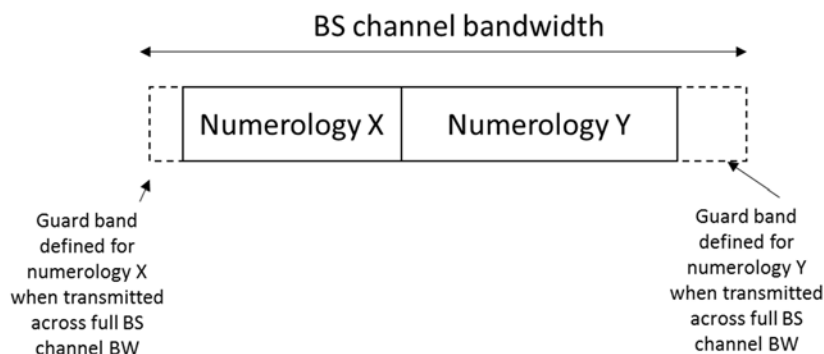 BS channel bandwidth
Numerology X
Numerology Y
Guard band
defined for
numerology X
when transmitted
across full BS
channel BW
Guard band
defined for
numerology Y
when transmitted
across full BS
channel BW